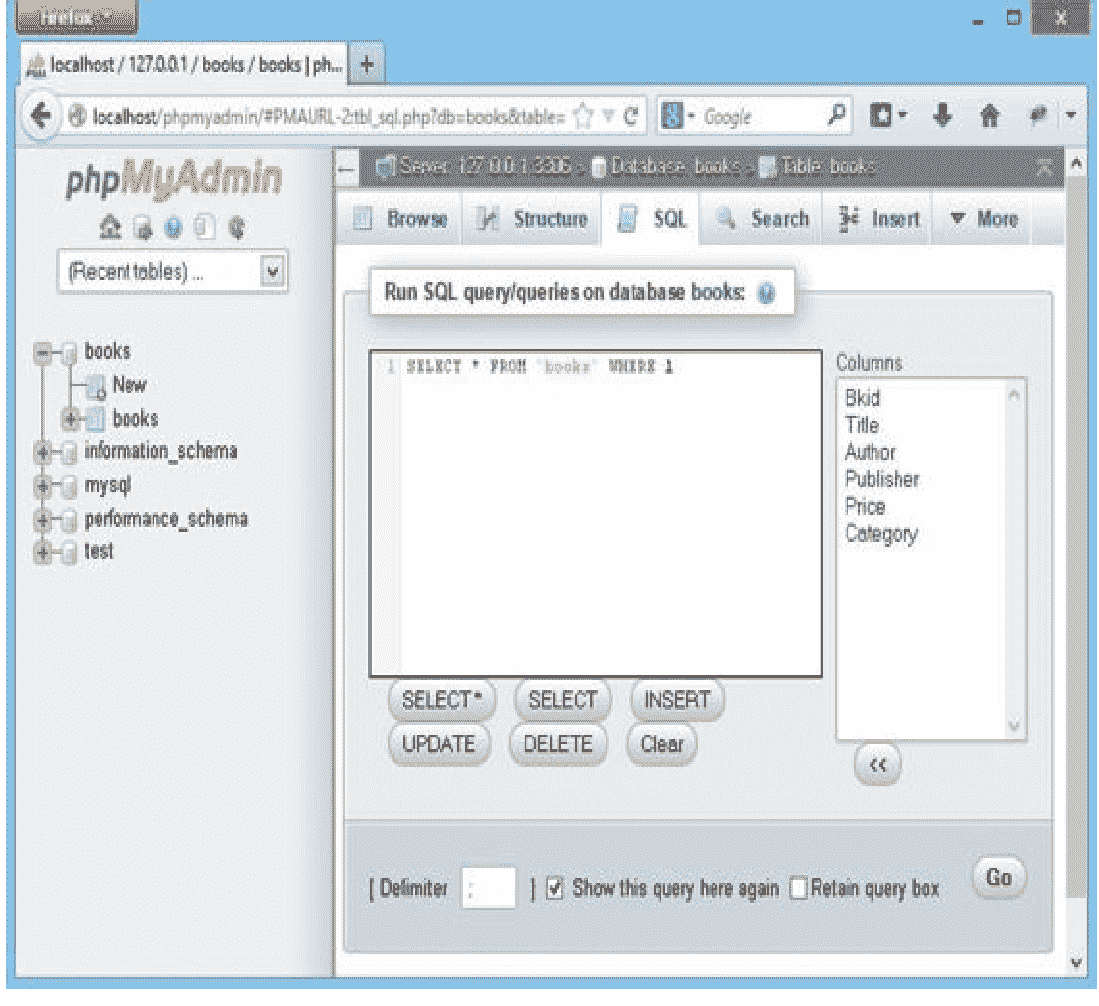 Firefox
localhost / 127.0.0.1 / books / books | ph...
localhost/phpmyadmin/#PMAURL-2:tbl_sql.php?db=books&table=
Google
phpMyAdmin
(Recent tables) ...
books
New
books
information_schema
mysql
performance_schema
test
Server: 127.0.0.1:3306 » Database: books » Table: books
Browse Structure SQL Search Insert More
Run SQL query/queries on database books:
1 SELECT * FROM `books` WHERE 1
Columns
Bkid
Title
Author
Publisher
Price
Category
SELECT* SELECT INSERT
UPDATE DELETE Clear
<<
[ Delimiter ; ] Show this query here again Retain query box Go